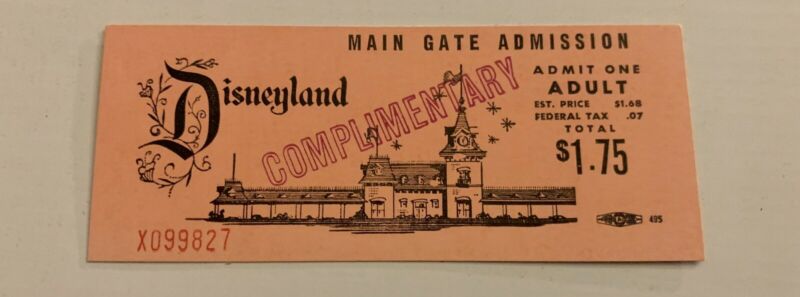 MAIN GATE ADMISSION
Disneyland
COMPLIMENTARY
ADMIT ONE
ADULT
EST. PRICE $1.68
FEDERAL TAX .07
TOTAL
$1.75
X099827
495